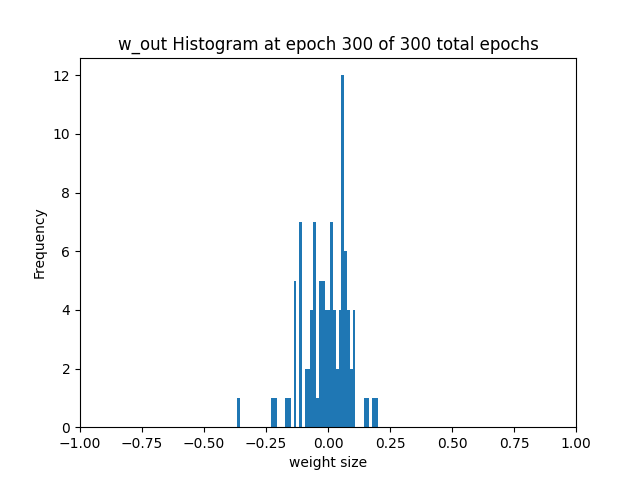 w_out Histogram at epoch 300 of 300 total epochs
Frequency
12
10
8
6
4
2
0
−1.00 −0.75 −0.50 −0.25 0.00 0.25 0.50 0.75 1.00
weight size